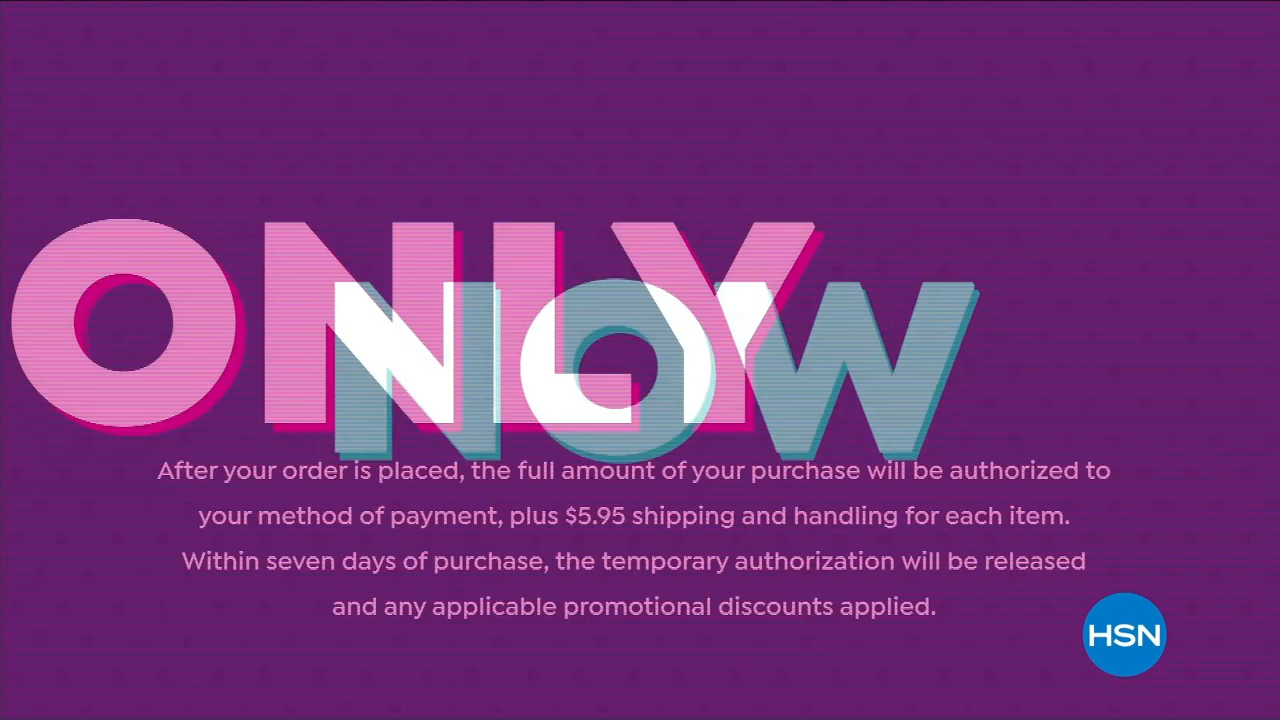 ONLY
NOW
After your order is placed, the full amount of your purchase will be authorized to
your method of payment, plus $5.95 shipping and handling for each item.
Within seven days of purchase, the temporary authorization will be released
and any applicable promotional discounts applied.
HSN